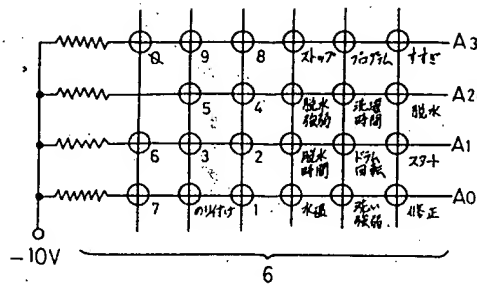 0 9 8 ストップ プログラム すすぎ A3
5 4 脱水強弱 洗濯時間 脱水 A2
6 3 2 脱水時間 ドラム回転 スタート A1
7 のり付け 1 水温 洗い強弱 修正 A0
-10V
6